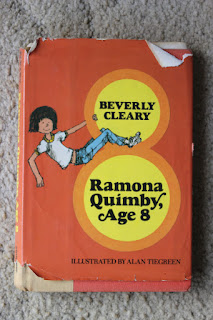 BEVERLY
CLEARY
Ramona
Quimby,
Age 8
ILLUSTRATED BY ALAN TIEGREEN